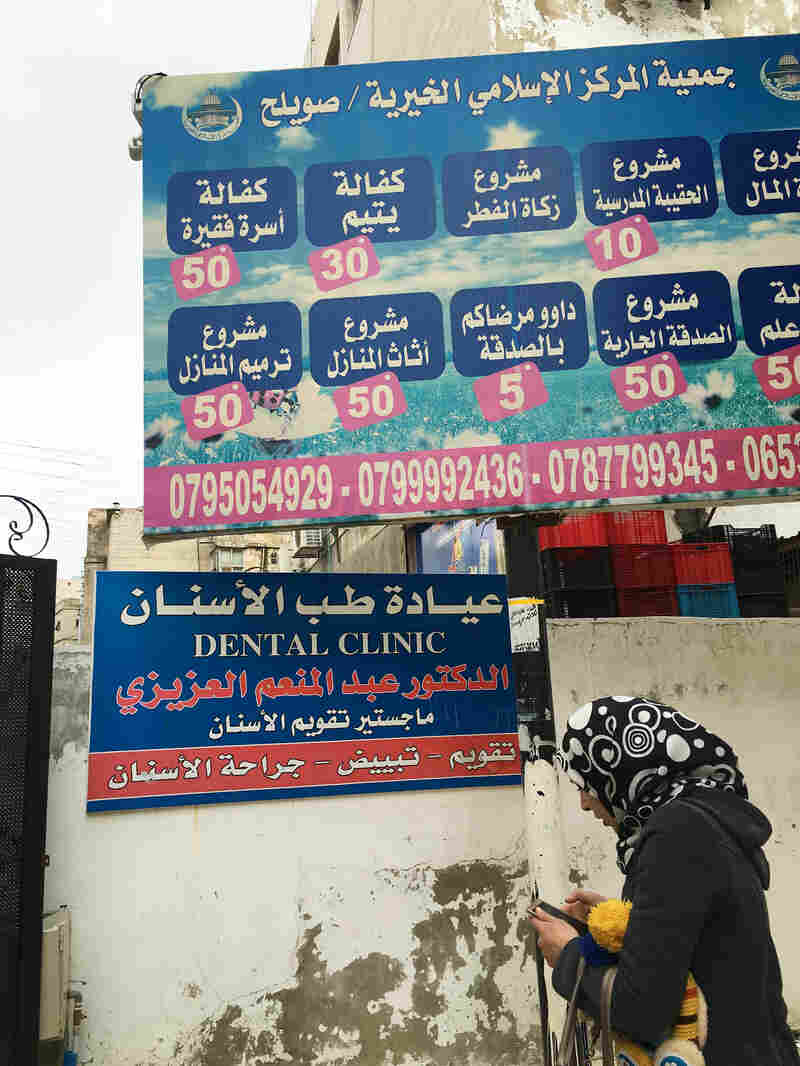 جمعية المركز الإسلامي الخيرية / صويلح
مشروع
الحقيبة المدرسية
10
مشروع
زكاة الفطر
كفالة
يتيم
30
كفالة
أسرة فقيرة
50
مشروع
الصدقة الجارية
50
داوو مرضاكم
بالصدقة
5
مشروع
أثاث المنازل
50
مشروع
ترميم المنازل
50
0795054929 - 0799992436 - 0787799345 - 065
عيادة طب الأسنان
DENTAL CLINIC
الدكتور عبد المنعم العزيزي
ماجستير تقويم الأسنان
تقويم - تبييض - جراحة الأسنان